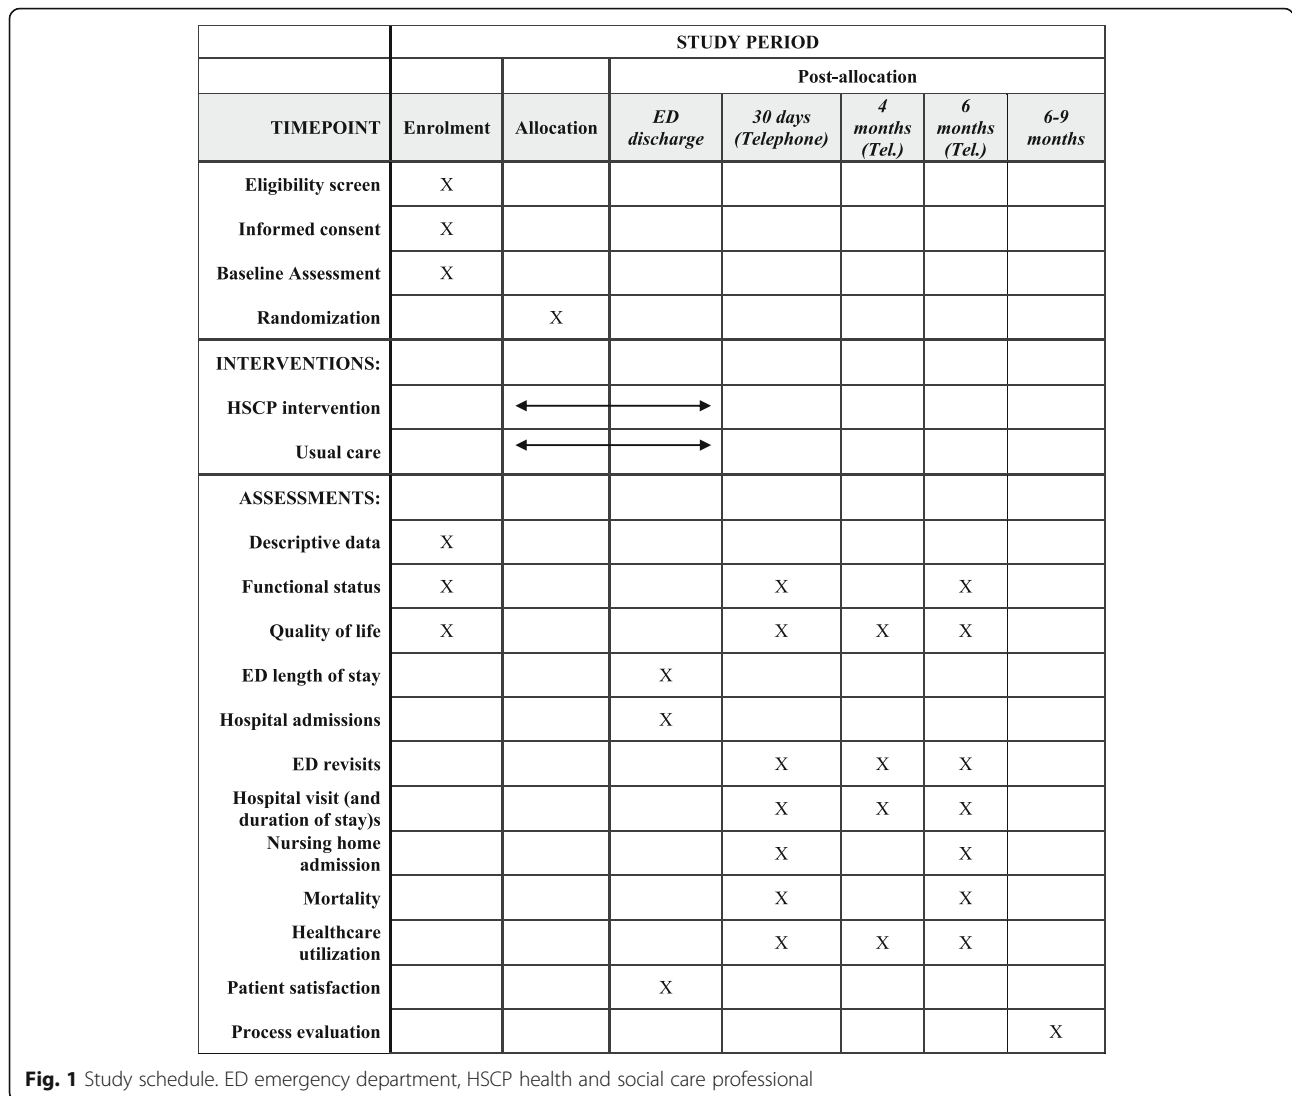 STUDY PERIOD
Post-allocation
TIMEPOINT Enrolment Allocation ED discharge 30 days (Telephone) 4 months (Tel.) 6 months (Tel.) 6-9 months
Eligibility screen X
Informed consent X
Baseline Assessment X
Randomization X
INTERVENTIONS:
HSCP intervention
Usual care
ASSESSMENTS:
Descriptive data X
Functional status X X X
Quality of life X X X X
ED length of stay X
Hospital admissions X
ED revisits X X X
Hospital visit (and
duration of stay)s X X X
Nursing home
admission X X
Mortality X X
Healthcare
utilization X X X
Patient satisfaction X
Process evaluation X
Fig. 1 Study schedule. ED emergency department, HSCP health and social care professional